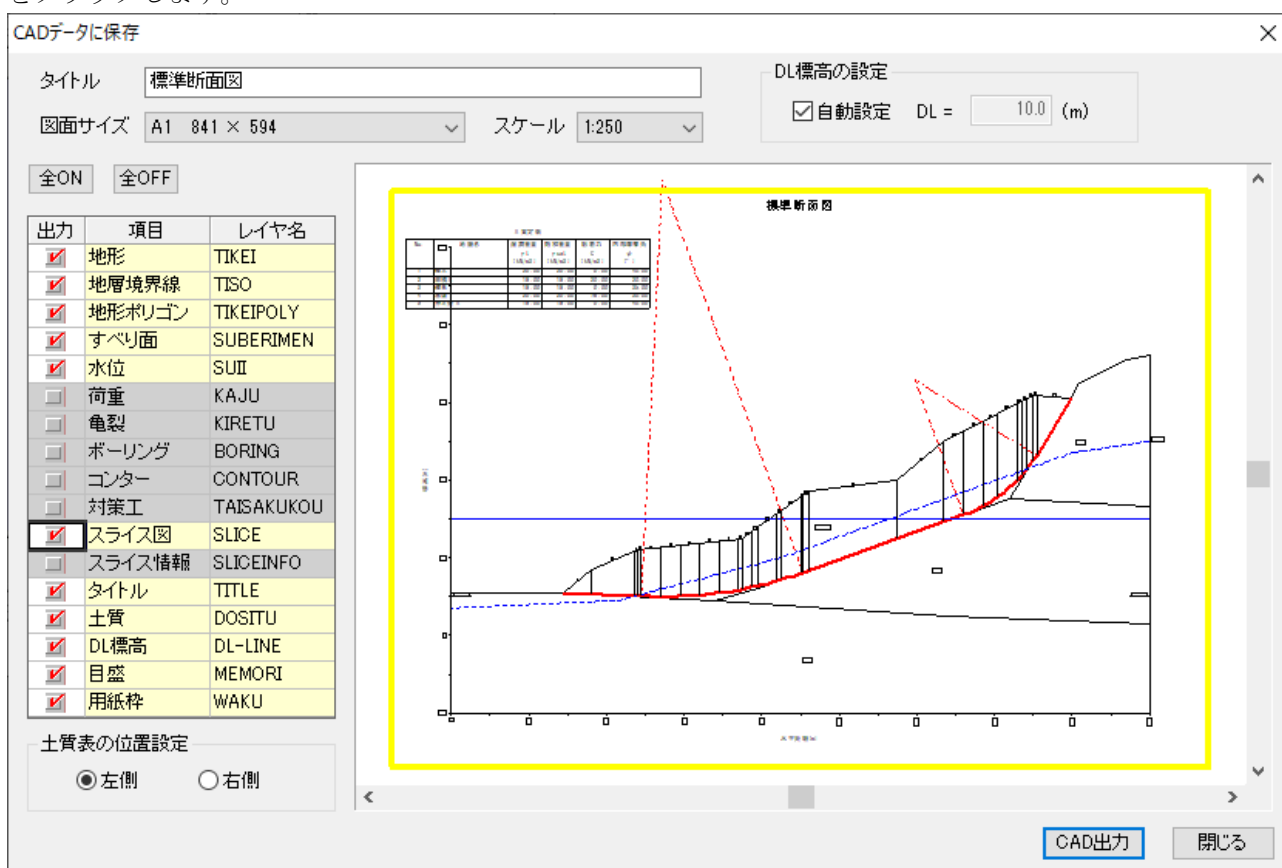 をクリックします。
CADデータに保存
タイトル 標準断面図
図面サイズ A1 841 × 594 スケール 1:250
DL標高の設定
自動設定 DL = 10.0 (m)
全ON 全OFF
出力 項目 レイヤ名
地形 TIKEI
地層境界線 TISO
地形ポリゴン TIKEIPOLY
すべり面 SUBERIMEN
水位 SUII
荷重 KAJU
亀裂 KIRETU
ボーリング BORING
コンター CONTOUR
対策工 TAISAKUKOU
スライス図 SLICE
スライス情報 SLICEINFO
タイトル TITLE
土質 DOSITU
DL標高 DL-LINE
目盛 MEMORI
用紙枠 WAKU
土質表の位置設定
左側 右側
標準断面図
CAD出力 閉じる